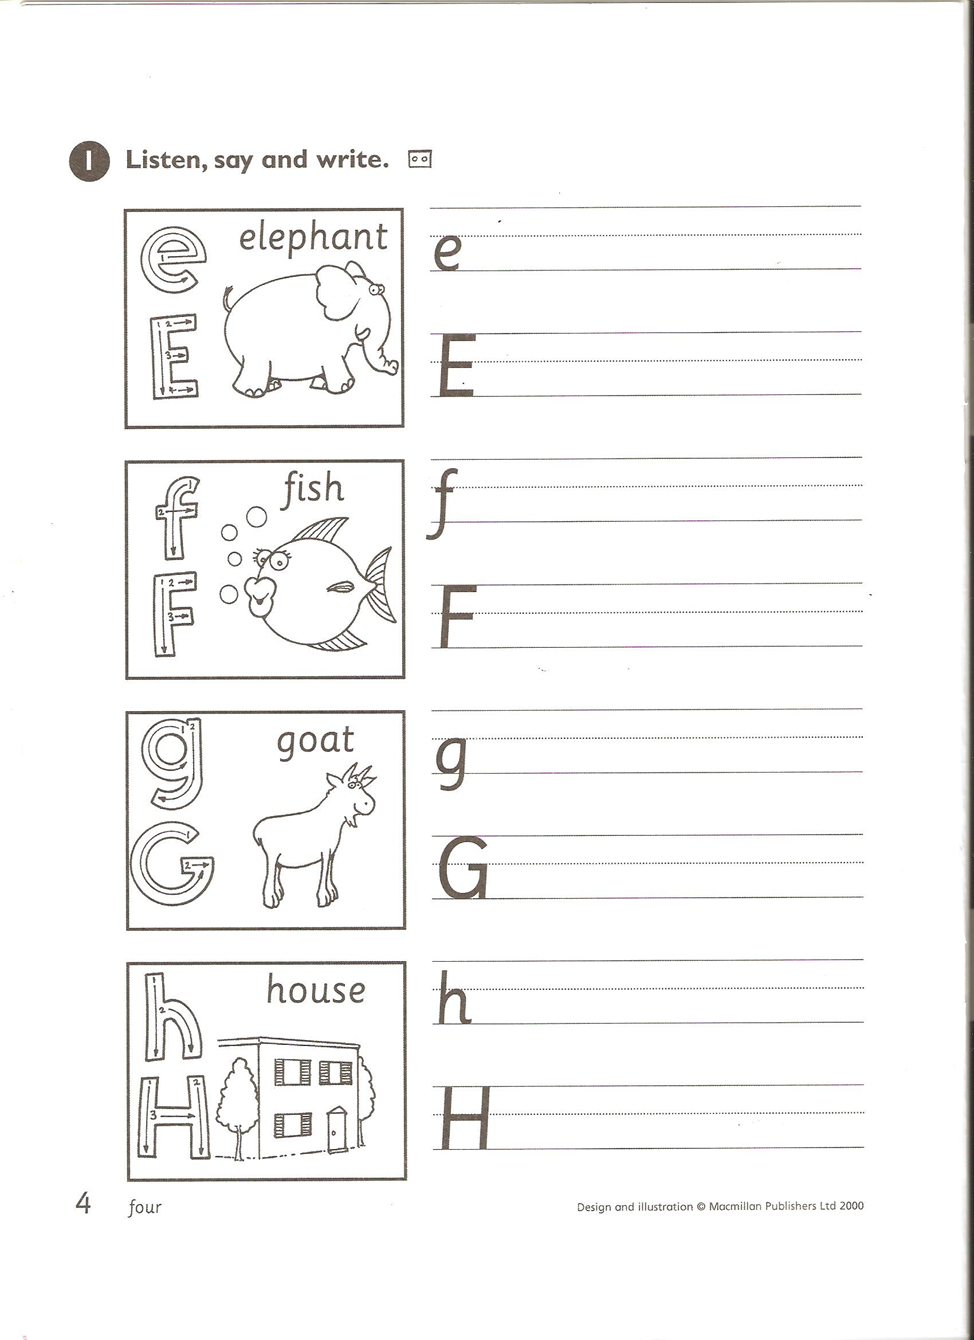 1 Listen, say and write.
e elephant
E
e
E
f fish
F
f
F
g goat
G
g
G
h house
H
h
H
4 four
Design and illustration © Macmillan Publishers Ltd 2000